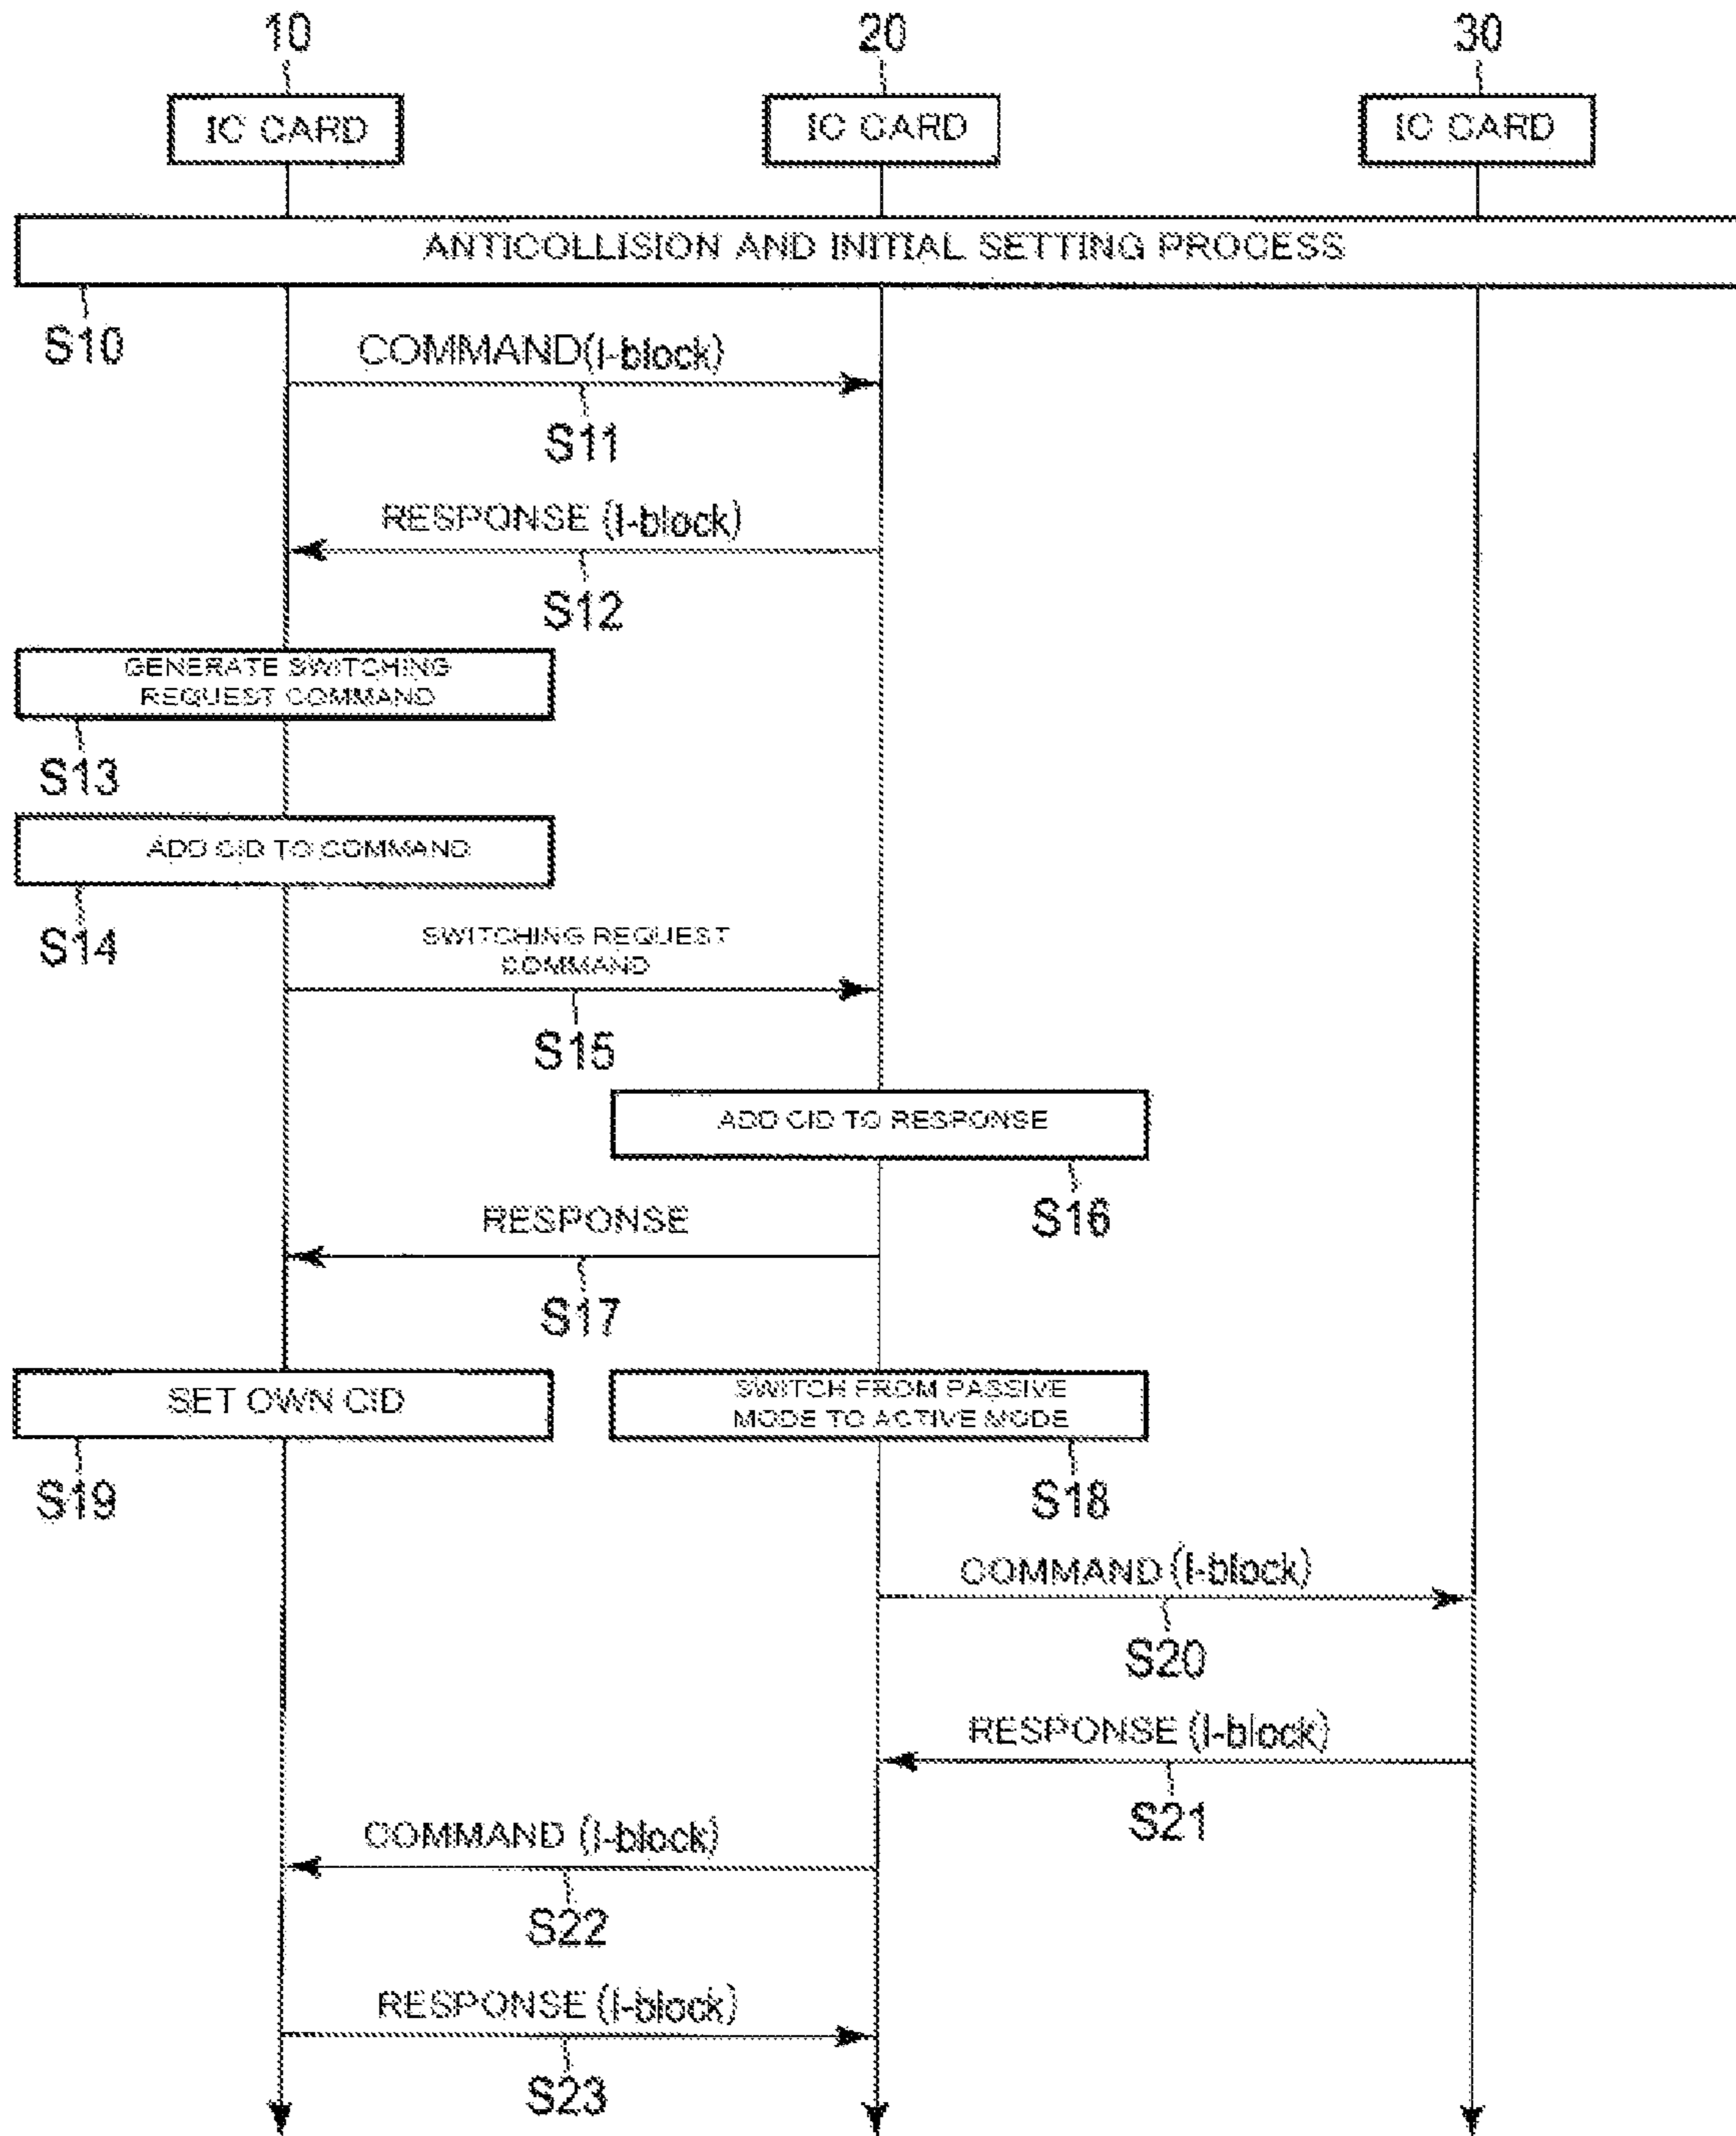 10 20 30
IC CARD IC CARD IC CARD
ANTICOLLISION AND INITIAL SETTING PROCESS
S10
COMMAND(I-block)
S11
RESPONSE (I-block)
S12
GENERATE SWITCHING
REQUEST COMMAND
S13
ADD CID TO COMMAND
S14
SWITCHING REQUEST
COMMAND
S15
ADD CID TO RESPONSE
S16
RESPONSE
S17
SET OWN CID
S19
SWITCH FROM PASSIVE
MODE TO ACTIVE MODE
S18
COMMAND (I-block)
S20
RESPONSE (I-block)
S21
COMMAND (I-block)
S22
RESPONSE (I-block)
S23